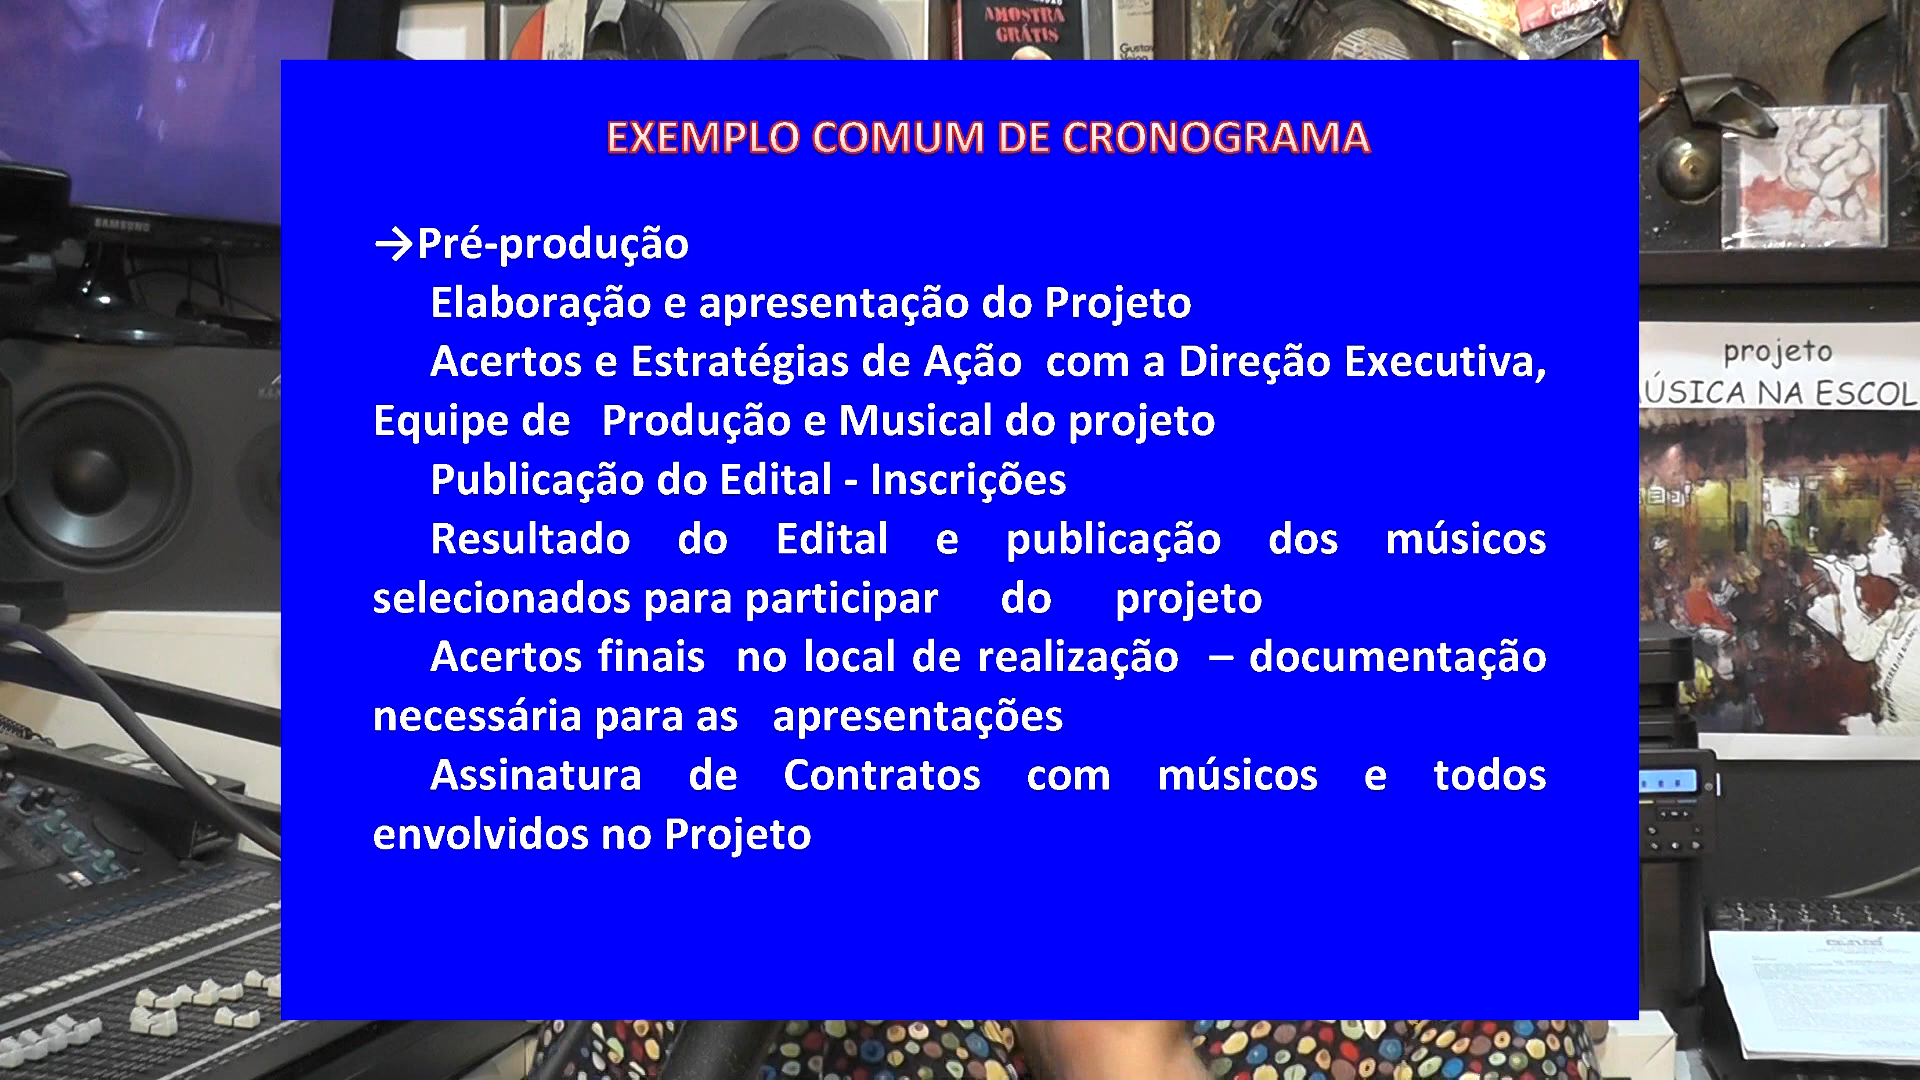 AMOSTRA
GRÁTIS
Gustav
SAMSUNG
EXEMPLO COMUM DE CRONOGRAMA
→Pré-produção
Elaboração e apresentação do Projeto
Acertos e Estratégias de Ação com a Direção Executiva,
Equipe de Produção e Musical do projeto
Publicação do Edital - Inscrições
Resultado do Edital e publicação dos músicos
selecionados para participar do projeto
Acertos finais no local de realização – documentação
necessária para as apresentações
Assinatura de Contratos com músicos e todos
envolvidos no Projeto
projeto
ÚSICA NA ESCOL